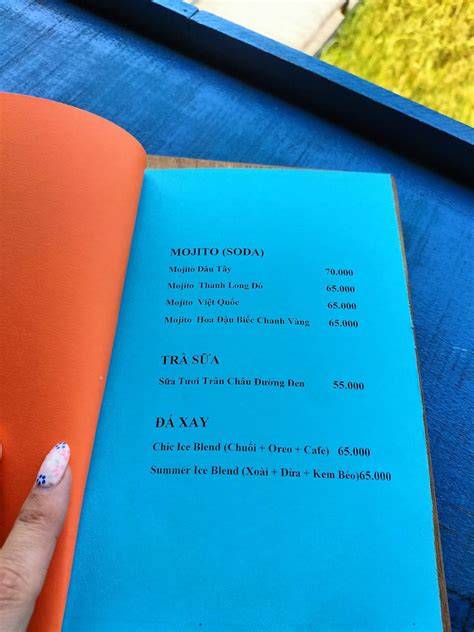 MOJITO (SODA)
Mojito Dâu Tây 70.000
Mojito Thanh Long Đỏ 65.000
Mojito Việt Quốc 65.000
Mojito Hoa Đậu Biếc Chanh Vàng 65.000
TRÀ SỮA
Sữa Tươi Trân Châu Đường Đen 55.000
ĐÁ XAY
Chic Ice Blend (Chuối + Oreo + Cafe) 65.000
Summer Ice Blend (Xoài + Dừa + Kem Béo)65.000